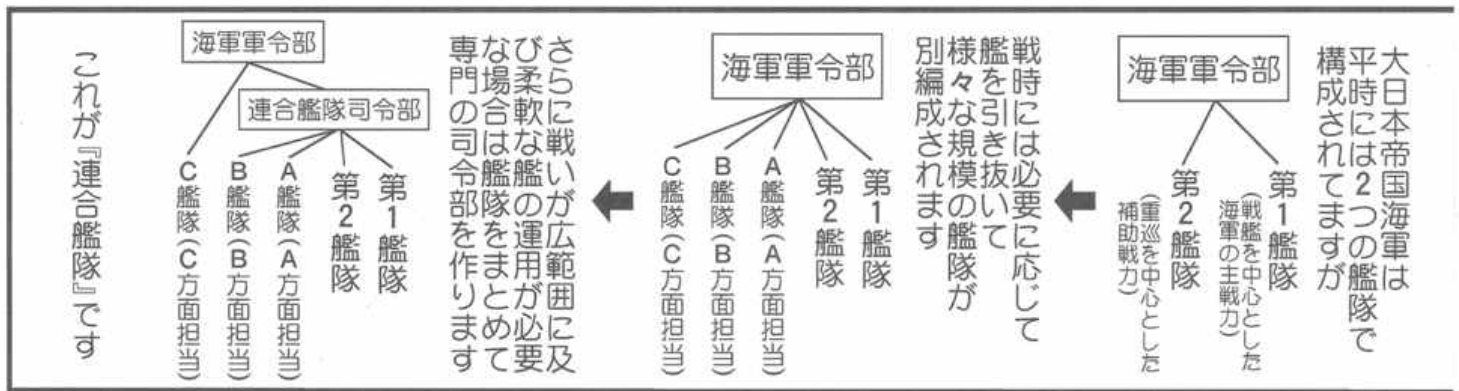 大日本帝国海軍は
平時には2つの艦隊で
構成されてますが
海軍軍令部
第1艦隊
(戦艦を中心とした
海軍の主戦力)
第2艦隊
(重巡を中心とした
補助戦力)
戦時には必要に応じて
艦を引き抜いて
様々な規模の艦隊が
別編成されます
海軍軍令部
第1艦隊
第2艦隊
A艦隊(A方面担当)
B艦隊(B方面担当)
C艦隊(C方面担当)
さらに戦いが広範囲に及
び柔軟な艦の運用が必要
な場合は艦隊をまとめて
専門の司令部を作ります
海軍軍令部
連合艦隊司令部
第1艦隊
第2艦隊
A艦隊(A方面担当)
B艦隊(B方面担当)
C艦隊(C方面担当)
これが『連合艦隊』です